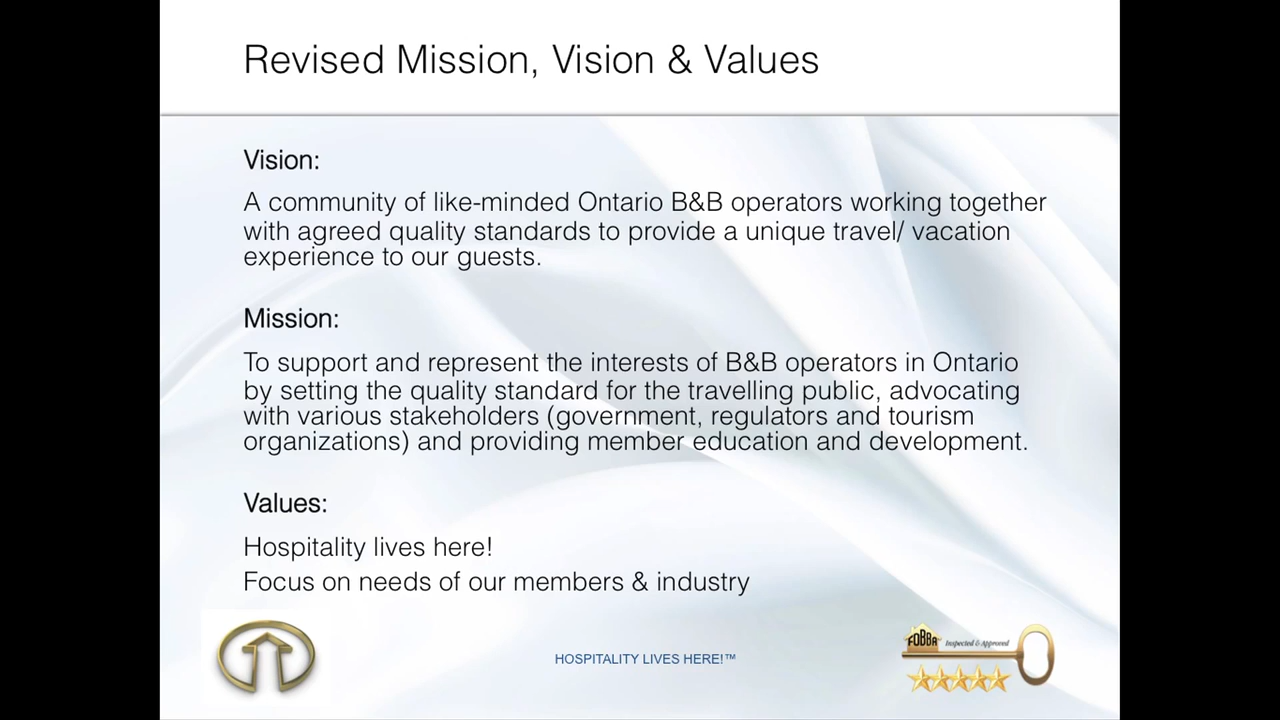 Revised Mission, Vision & Values
Vision:
A community of like-minded Ontario B&B operators working together
with agreed quality standards to provide a unique travel/ vacation
experience to our guests.
Mission:
To support and represent the interests of B&B operators in Ontario
by setting the quality standard for the travelling public, advocating
with various stakeholders (government, regulators and tourism
organizations) and providing member education and development.
Values:
Hospitality lives here!
Focus on needs of our members & industry
HOSPITALITY LIVES HERE!™
FOBBA Inspected & Approved